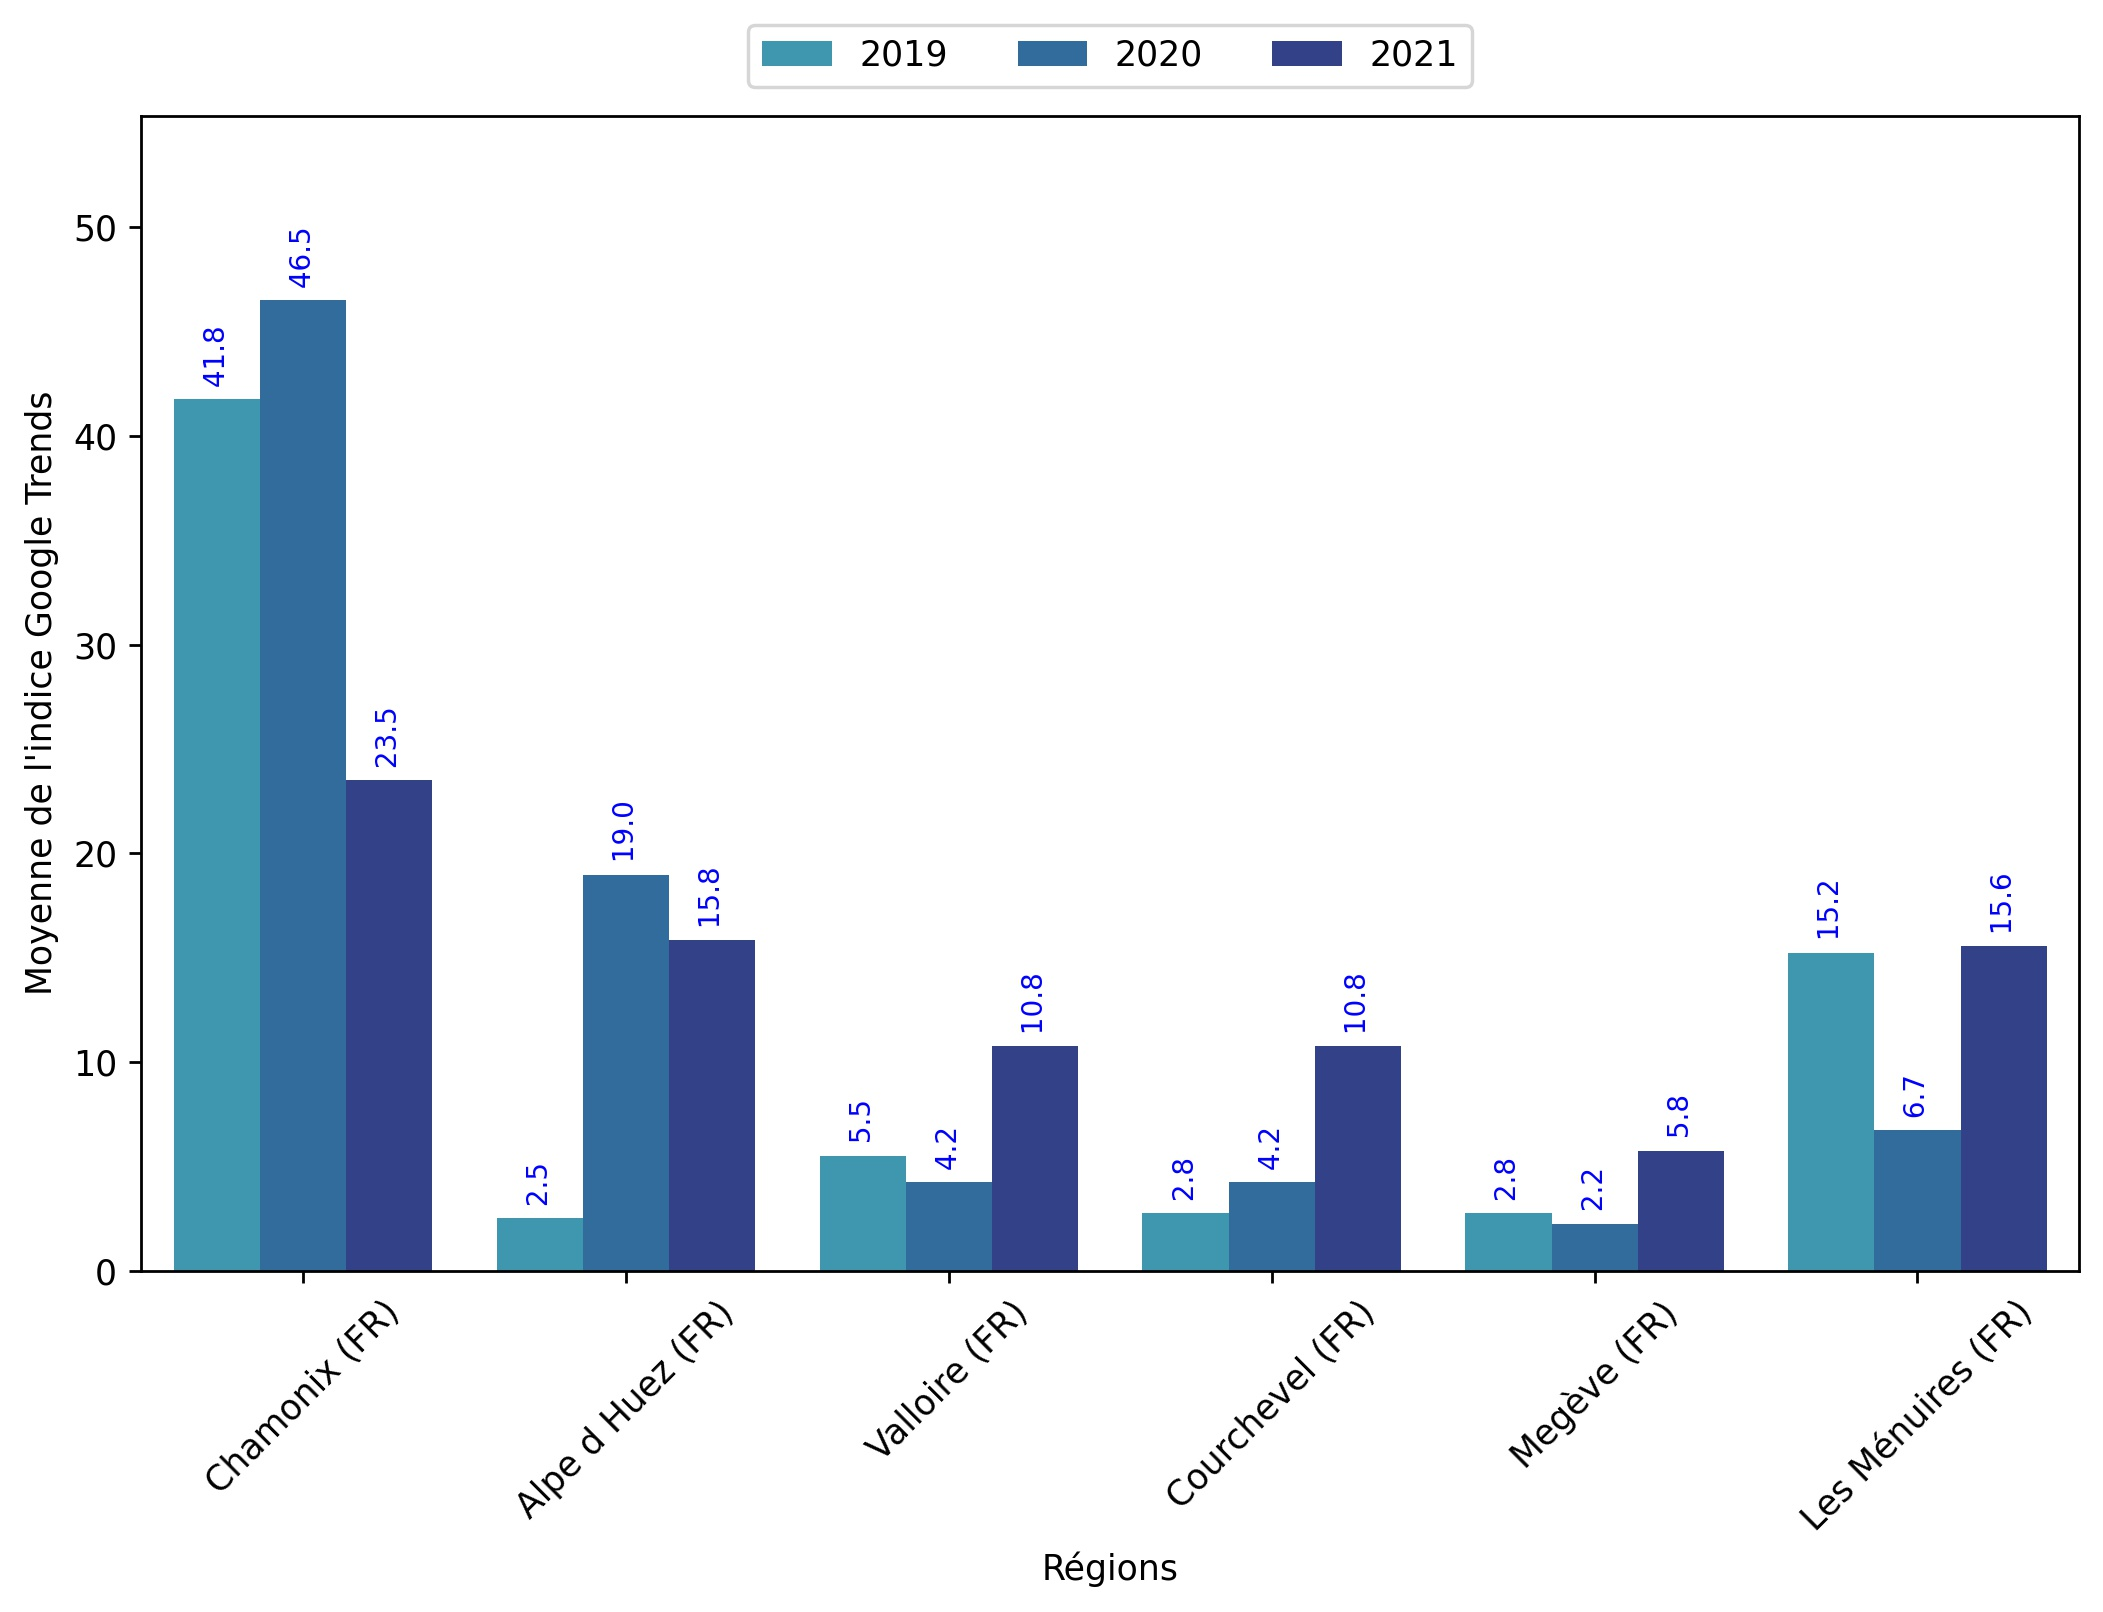 2019 2020 2021
Moyenne de l'indice Google Trends
50
40
30
20
10
0
41.8
46.5
23.5
2.5
19.0
15.8
5.5
4.2
10.8
2.8
4.2
10.8
2.8
2.2
5.8
15.2
6.7
15.6
Chamonix (FR)
Alpe d Huez (FR)
Valloire (FR)
Courchevel (FR)
Megève (FR)
Les Ménuires (FR)
Régions